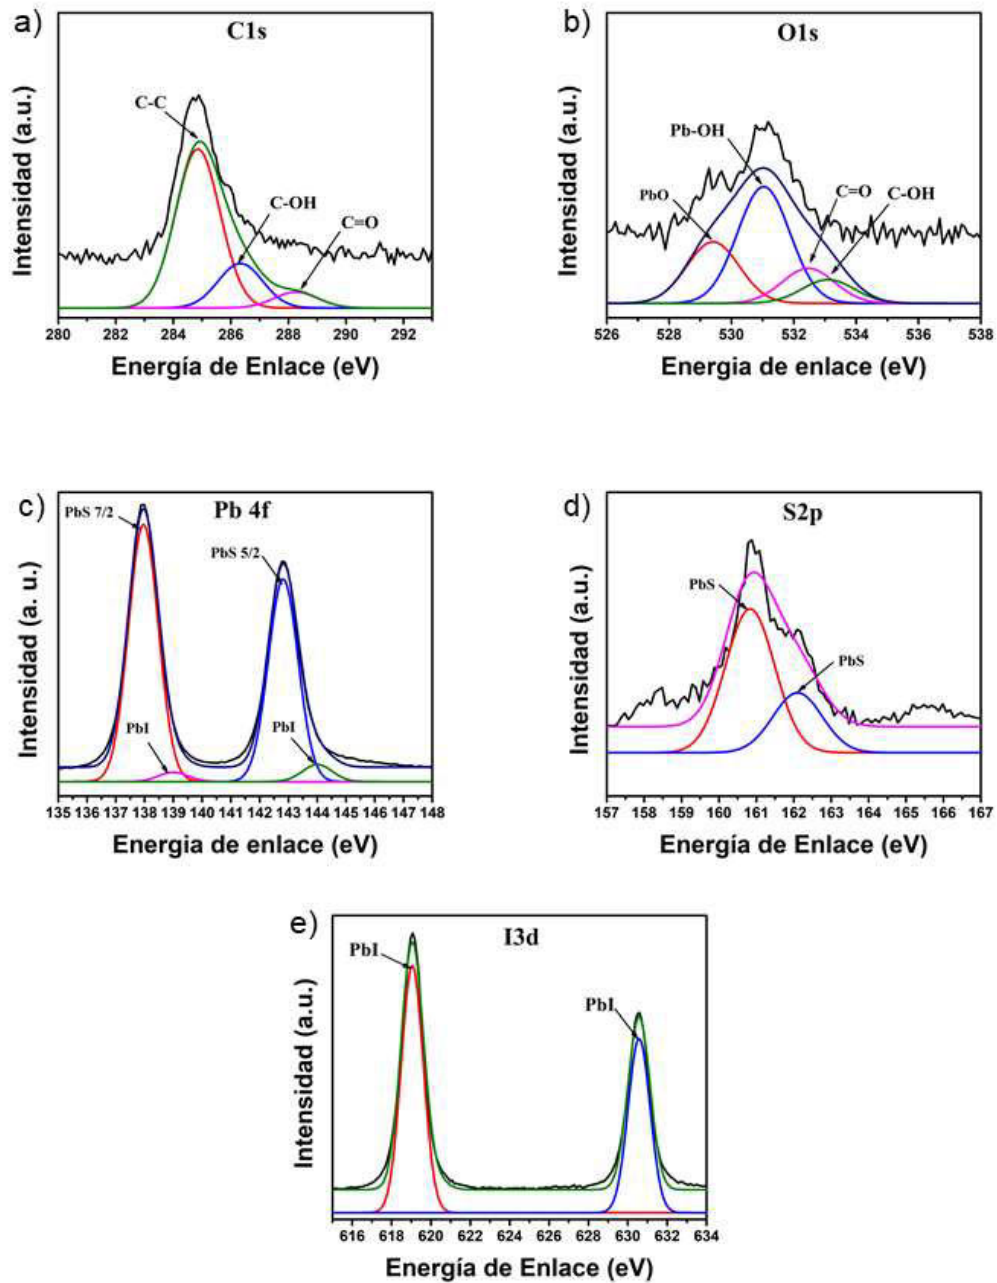 a)
C1s
Intensidad (a.u.)
C-C
C-OH
C=O
280 282 284 286 288 290 292
Energía de Enlace (eV)
b)
O1s
Intensidad (a.u.)
Pb-OH
PbO
C=O
C-OH
526 528 530 532 534 536 538
Energía de enlace (eV)
c)
Pb 4f
Intensidad (a. u.)
PbS 7/2
PbS 5/2
PbI
PbI
135 136 137 138 139 140 141 142 143 144 145 146 147 148
Energia de enlace (eV)
d)
S2p
Intensidad (a.u.)
PbS
PbS
157 158 159 160 161 162 163 164 165 166 167
Energía de Enlace (eV)
e)
I3d
Intensidad (a.u.)
PbI
PbI
616 618 620 622 624 626 628 630 632 634
Energía de Enlace (eV)